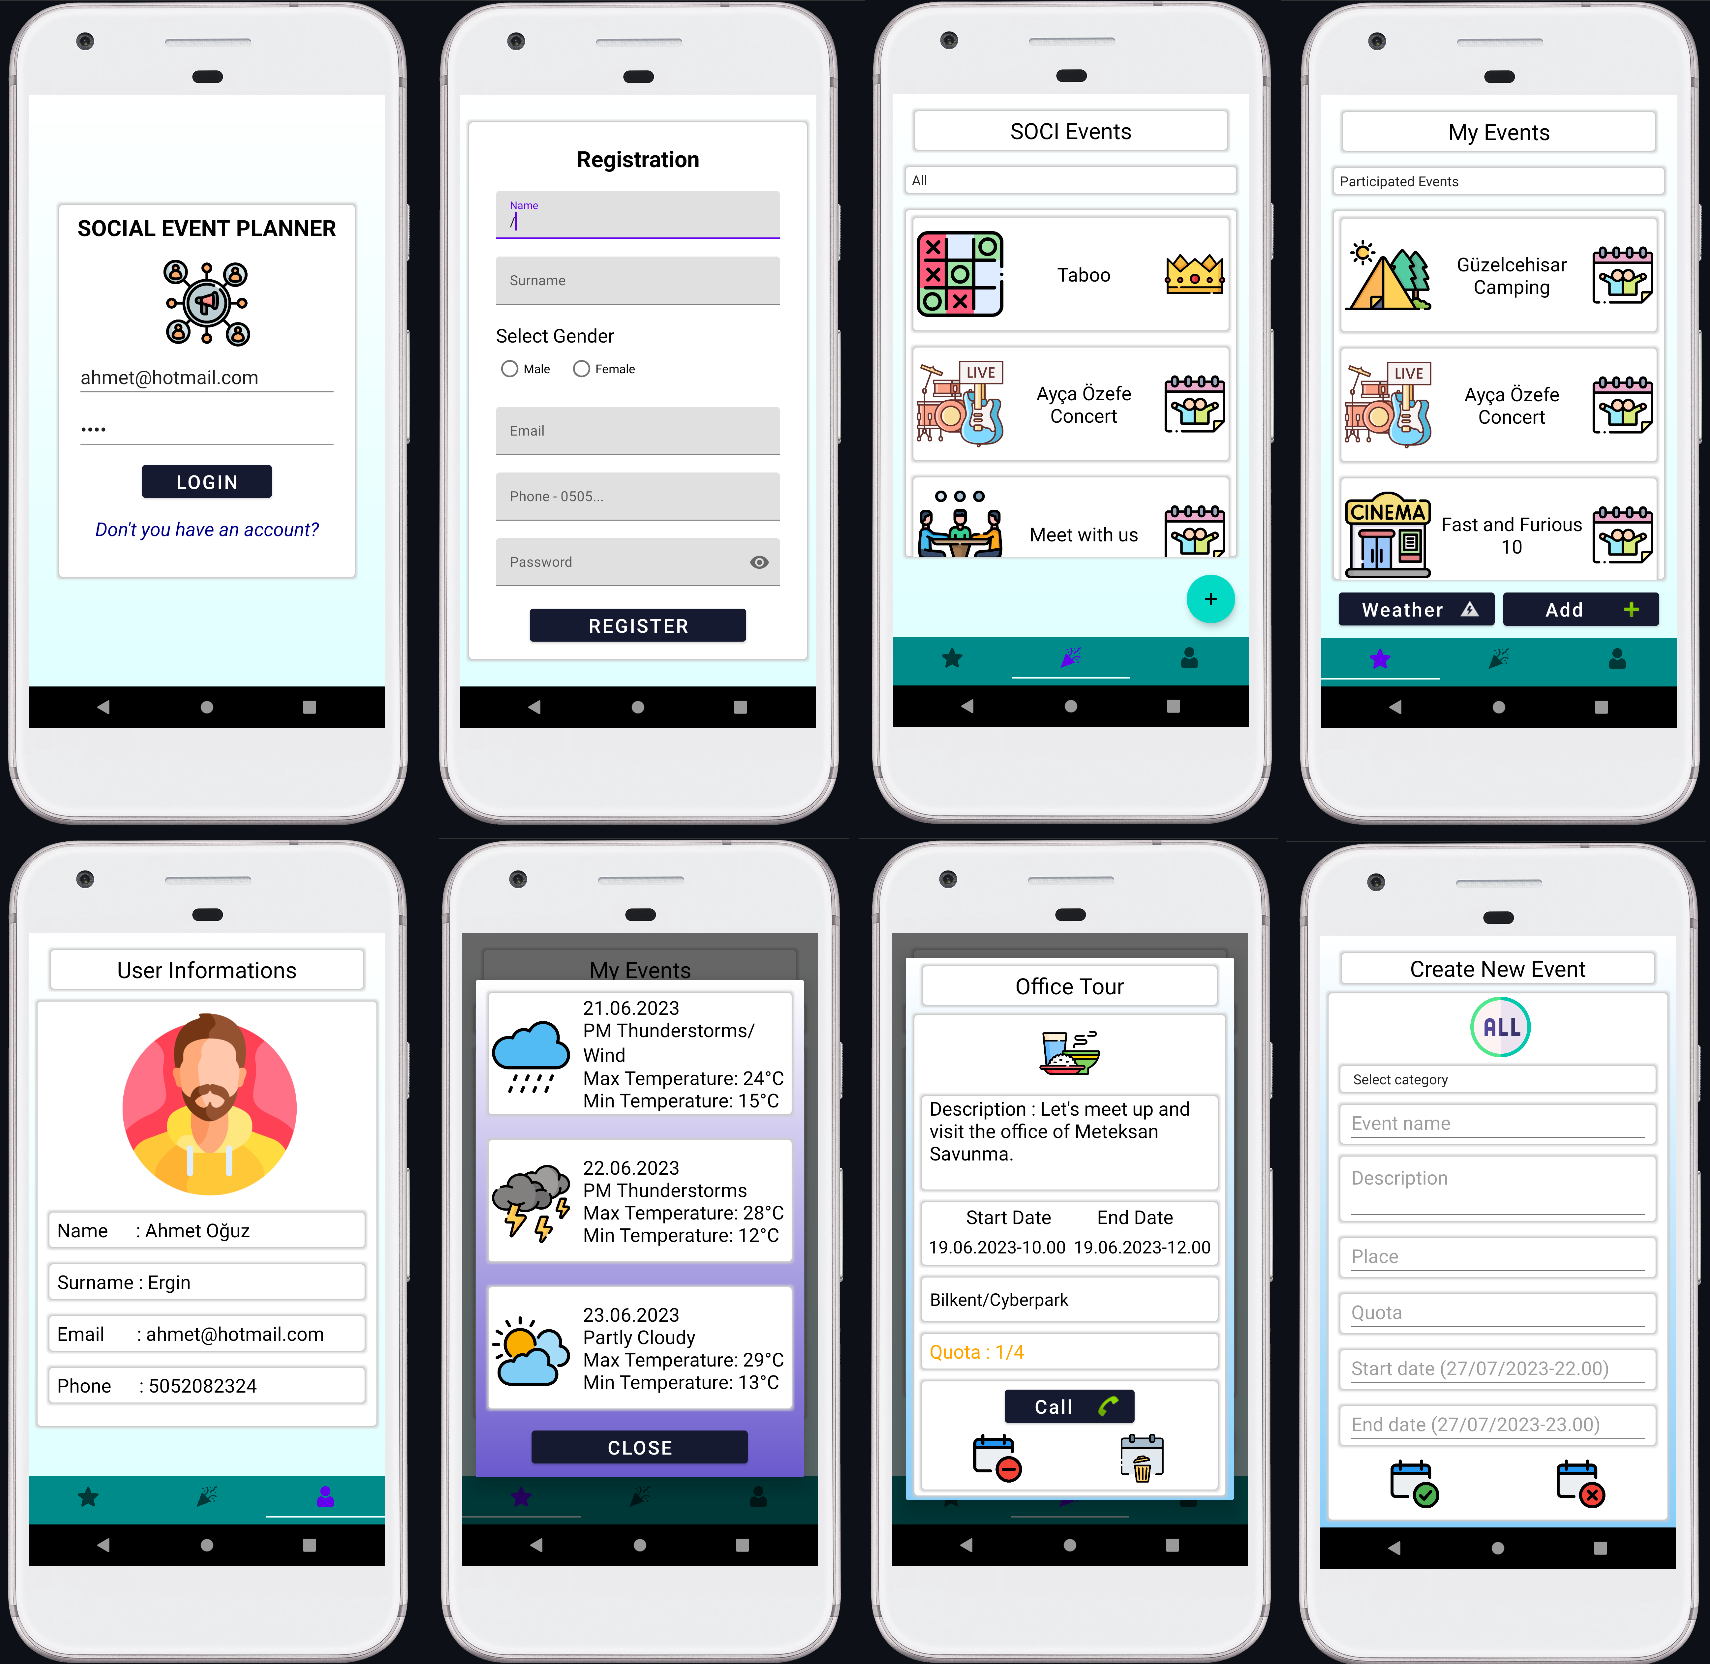 SOCIAL EVENT PLANNER
ahmet@hotmail.com
••••
LOGIN
Don't you have an account?
Registration
Name
/
Surname
Select Gender
Male Female
Email
Phone - 0505...
Password
REGISTER
SOCI Events
All
Taboo
LIVE
Ayça Özefe
Concert
Meet with us
+
My Events
Participated Events
Güzelcehisar
Camping
LIVE
Ayça Özefe
Concert
CINEMA
Fast and Furious
10
Weather
Add +
User Informations
Name : Ahmet Oğuz
Surname : Ergin
Email : ahmet@hotmail.com
Phone : 5052082324
My Events
21.06.2023
PM Thunderstorms/
Wind
Max Temperature: 24°C
Min Temperature: 15°C
22.06.2023
PM Thunderstorms
Max Temperature: 28°C
Min Temperature: 12°C
23.06.2023
Partly Cloudy
Max Temperature: 29°C
Min Temperature: 13°C
CLOSE
Office Tour
Description : Let's meet up and
visit the office of Meteksan
Savunma.
Start Date End Date
19.06.2023-10.00 19.06.2023-12.00
Bilkent/Cyberpark
Quota : 1/4
Call
Create New Event
ALL
Select category
Event name
Description
Place
Quota
Start date (27/07/2023-22.00)
End date (27/07/2023-23.00)